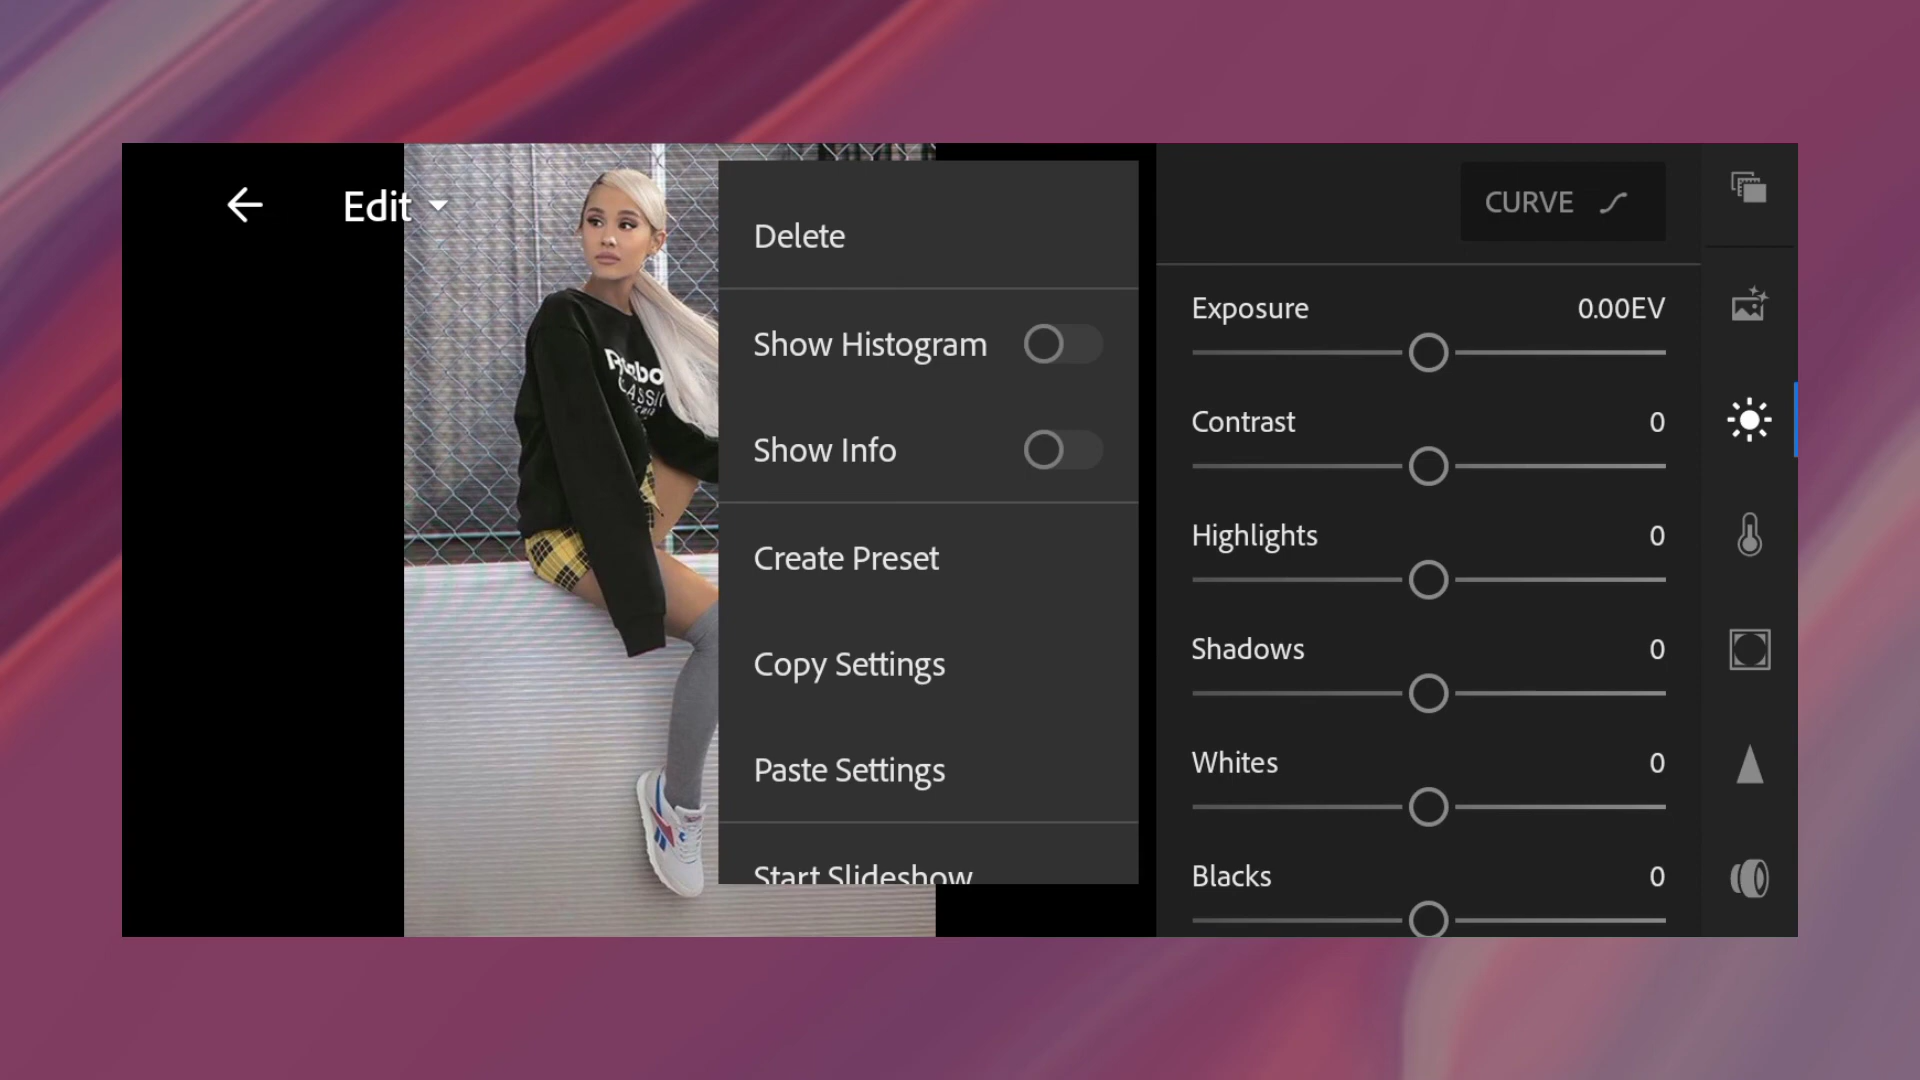 Edit
Delete
Show Histogram
Show Info
Create Preset
Copy Settings
Paste Settings
Start Slideshow
CURVE
Exposure 0.00EV
Contrast 0
Highlights 0
Shadows 0
Whites 0
Blacks 0